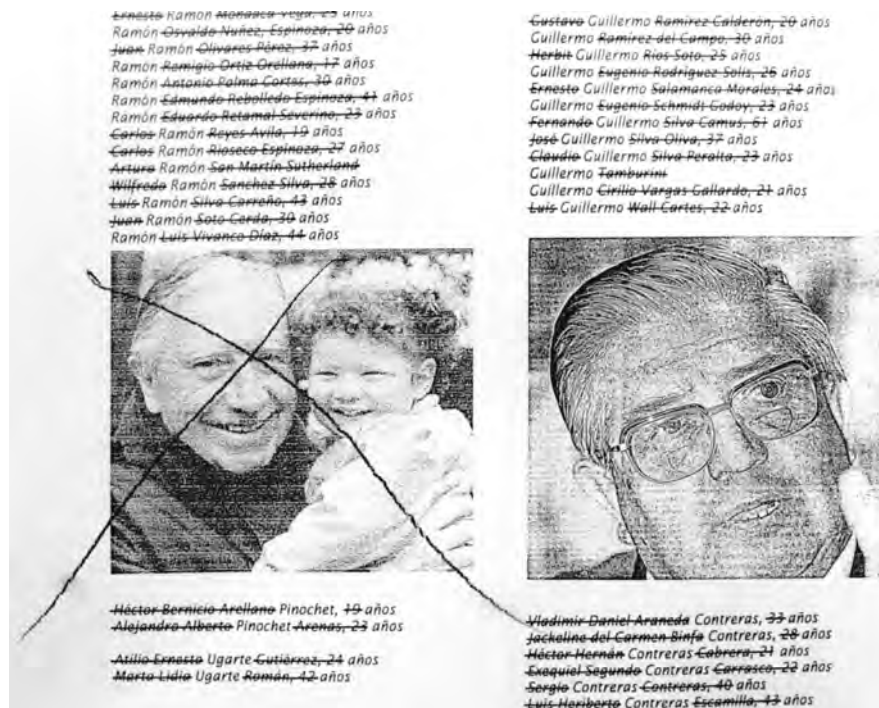 Ernesto Ramón Mondaca Vega, 23 años
Ramón Osvaldo Nuñez, Espinoza, 20 años
Juan Ramón Olivares Pérez, 37 años
Ramón Remigio Ortiz Orellana, 17 años
Ramón Antonio Palma Cortas, 30 años
Ramón Edmundo Rebolledo Espinoza, 41 años
Ramón Eduardo Retamal Severino, 23 años
Carlos Ramón Reyes Avila, 19 años
Carlos Ramón Rioseco Espinoza, 27 años
Arturo Ramón San Martín Sutherland
Wilfredo Ramón Sanchez Silva, 28 años
Luis Ramón Silva Carreño, 43 años
Juan Ramón Soto Cerda, 30 años
Ramón Luis Vivanco Díaz, 44 años
Héctor Bernicio Arellano Pinochet, 19 años
Alejandro Alberto Pinochet Arenas, 23 años
Atilio Ernesto Ugarte Gutiérrez, 24 años
Marta Lidia Ugarte Román, 42 años
Gustavo Guillermo Ramírez Calderón, 20 años
Guillermo Ramírez del Campo, 30 años
Herbit Guillermo Rios Soto, 25 años
Guillermo Eugenio Rodríguez Solis, 26 años
Ernesto Guillermo Salamanca Morales, 24 años
Guillermo Eugenio Schmidt Godoy, 23 años
Fernando Guillermo Silva Camus, 61 años
José Guillermo Silva Oliva, 37 años
Claudio Guillermo Silva Peralta, 23 años
Guillermo Tamburini
Guillermo Cirilio Vargas Gallardo, 21 años
Luis Guillermo Wall Cartes, 22 años
Vladimir Daniel Araneda Contreras, 33 años
Jackeline del Carmen Binfa Contreras, 28 años
Héctor Hernán Contreras Cabrera, 21 años
Exequiel Segundo Contreras Carrasco, 22 años
Sergio Contreras Contreras, 40 años
Luis Heriberto Contreras Escamilla, 43 años